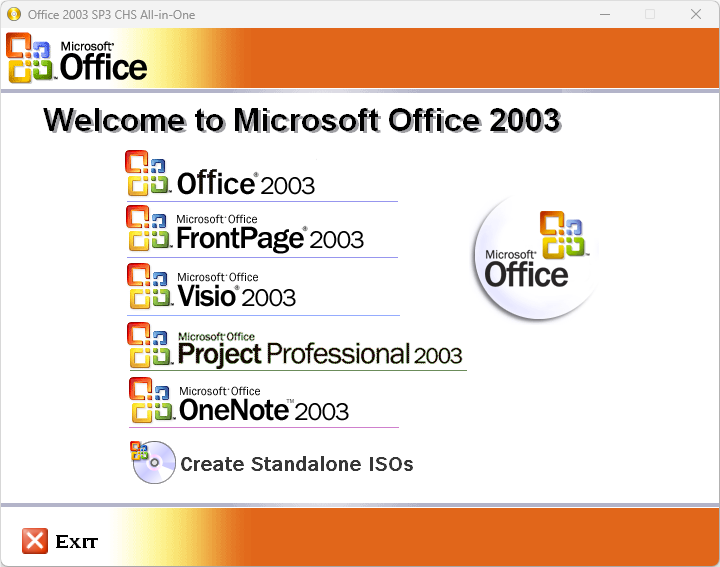 Office 2003 SP3 CHS All-in-One
Microsoft®
Office
Welcome to Microsoft Office 2003
Office® 2003
Microsoft® Office
FrontPage® 2003
Microsoft® Office
Visio® 2003
Microsoft® Office
Project Professional 2003
Microsoft® Office
OneNote™ 2003
Create Standalone ISOs
Microsoft®
Office™
Exit